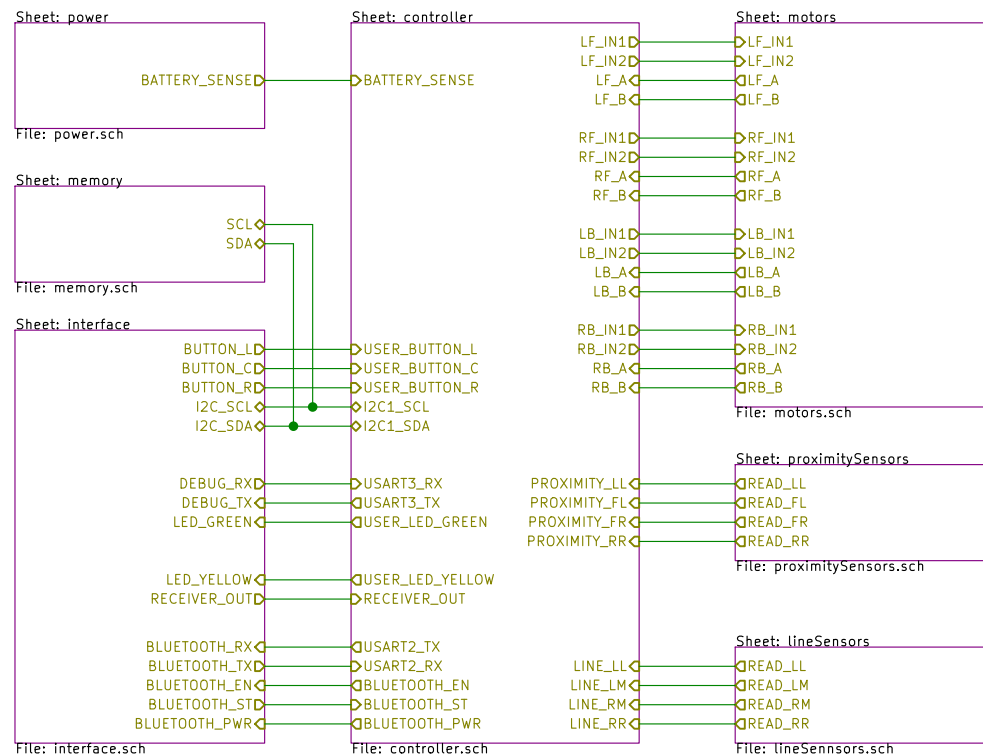 Sheet: power
BATTERY_SENSE
File: power.sch
Sheet: memory
SCL
SDA
File: memory.sch
Sheet: interface
BUTTON_L
BUTTON_C
BUTTON_R
I2C_SCL
I2C_SDA
DEBUG_RX
DEBUG_TX
LED_GREEN
LED_YELLOW
RECEIVER_OUT
BLUETOOTH_RX
BLUETOOTH_TX
BLUETOOTH_EN
BLUETOOTH_ST
BLUETOOTH_PWR
File: interface.sch
Sheet: controller
BATTERY_SENSE
USER_BUTTON_L
USER_BUTTON_C
USER_BUTTON_R
I2C1_SCL
I2C1_SDA
USART3_RX
USART3_TX
USER_LED_GREEN
USER_LED_YELLOW
RECEIVER_OUT
USART2_TX
USART2_RX
BLUETOOTH_EN
BLUETOOTH_ST
BLUETOOTH_PWR
LF_IN1
LF_IN2
LF_A
LF_B
RF_IN1
RF_IN2
RF_A
RF_B
LB_IN1
LB_IN2
LB_A
LB_B
RB_IN1
RB_IN2
RB_A
RB_B
PROXIMITY_LL
PROXIMITY_FL
PROXIMITY_FR
PROXIMITY_RR
LINE_LL
LINE_LM
LINE_RM
LINE_RR
File: controller.sch
Sheet: motors
LF_IN1
LF_IN2
LF_A
LF_B
RF_IN1
RF_IN2
RF_A
RF_B
LB_IN1
LB_IN2
LB_A
LB_B
RB_IN1
RB_IN2
RB_A
RB_B
File: motors.sch
Sheet: proximitySensors
READ_LL
READ_FL
READ_FR
READ_RR
File: proximitySensors.sch
Sheet: lineSensors
READ_LL
READ_LM
READ_RM
READ_RR
File: lineSennsors.sch